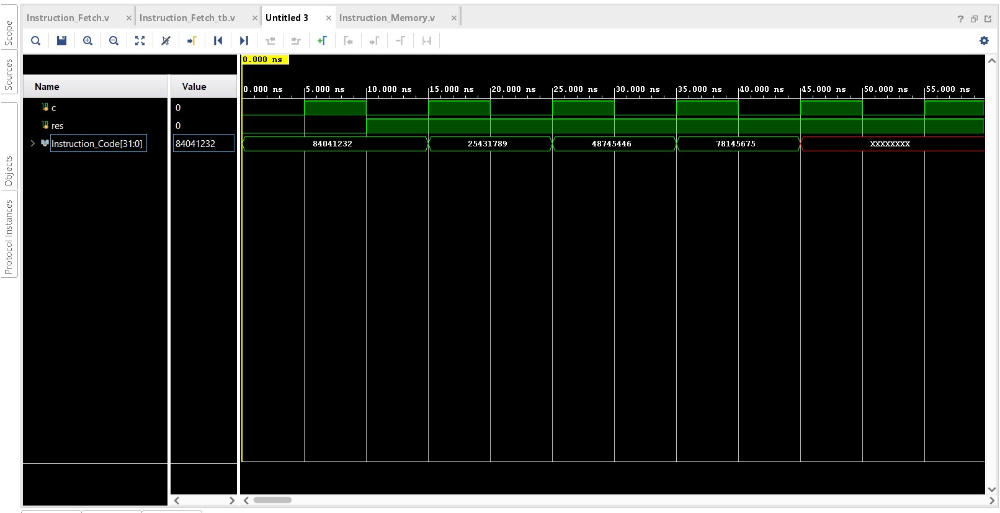 Instruction_Fetch.v × Instruction_Fetch_tb.v × Untitled 3 × Instruction_Memory.v × ?
Scope
Sources
Objects
Protocol Instances
0.000 ns
Name Value 0.000 ns 5.000 ns 10.000 ns 15.000 ns 20.000 ns 25.000 ns 30.000 ns 35.000 ns 40.000 ns 45.000 ns 50.000 ns 55.000 ns
c 0
res 0
Instruction_Code[31:0] 84041232 84041232 25431789 48745446 78145675 XXXXXXXX